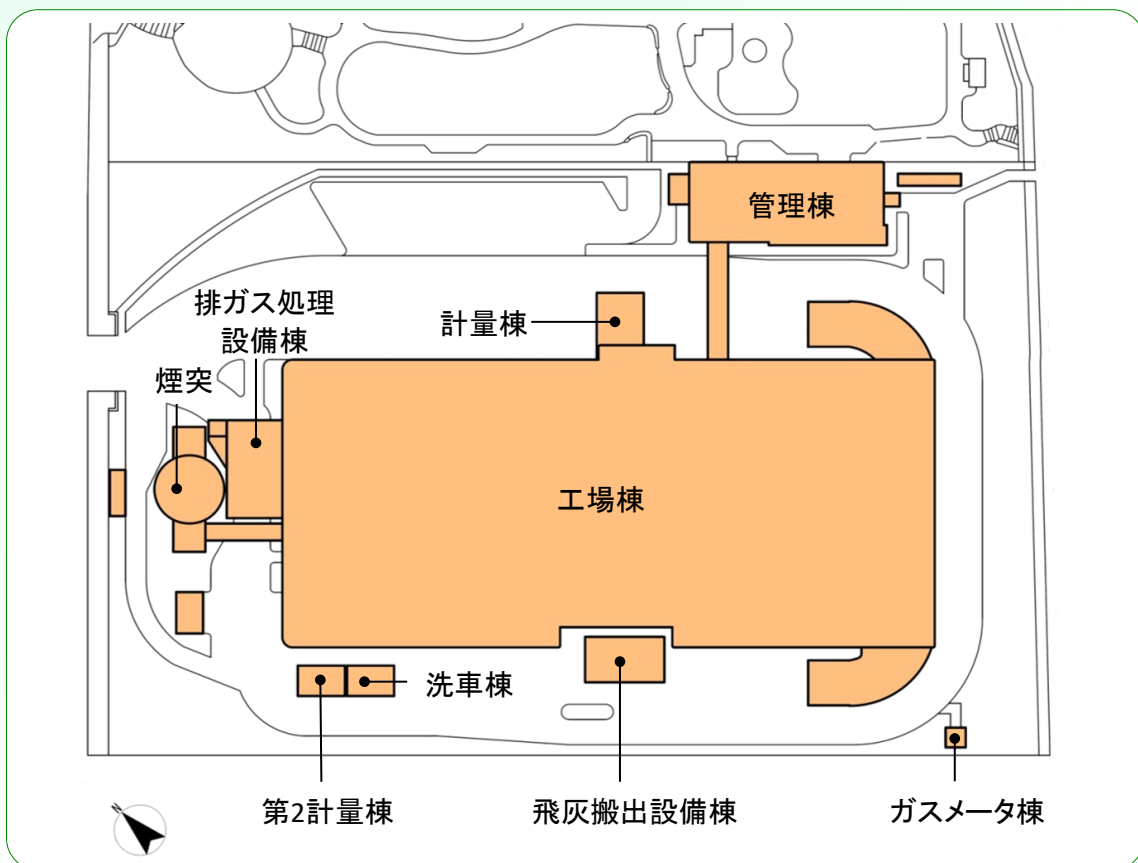 管理棟
排ガス処理
設備棟
計量棟
煙突
工場棟
洗車棟
第2計量棟
飛灰搬出設備棟
ガスメータ棟
N